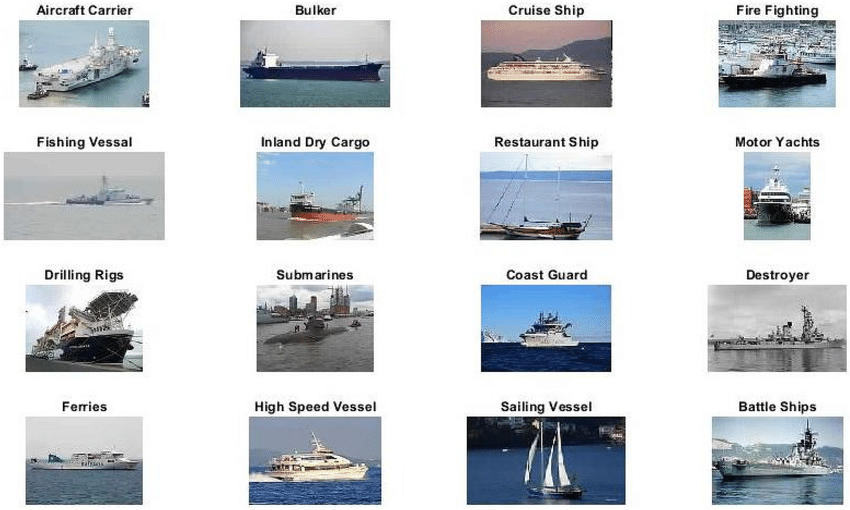 Aircraft Carrier
Bulker
Cruise Ship
Fire Fighting
Fishing Vessal
Inland Dry Cargo
Restaurant Ship
Motor Yachts
Drilling Rigs
Submarines
Coast Guard
Destroyer
Ferries
High Speed Vessel
Sailing Vessel
Battle Ships